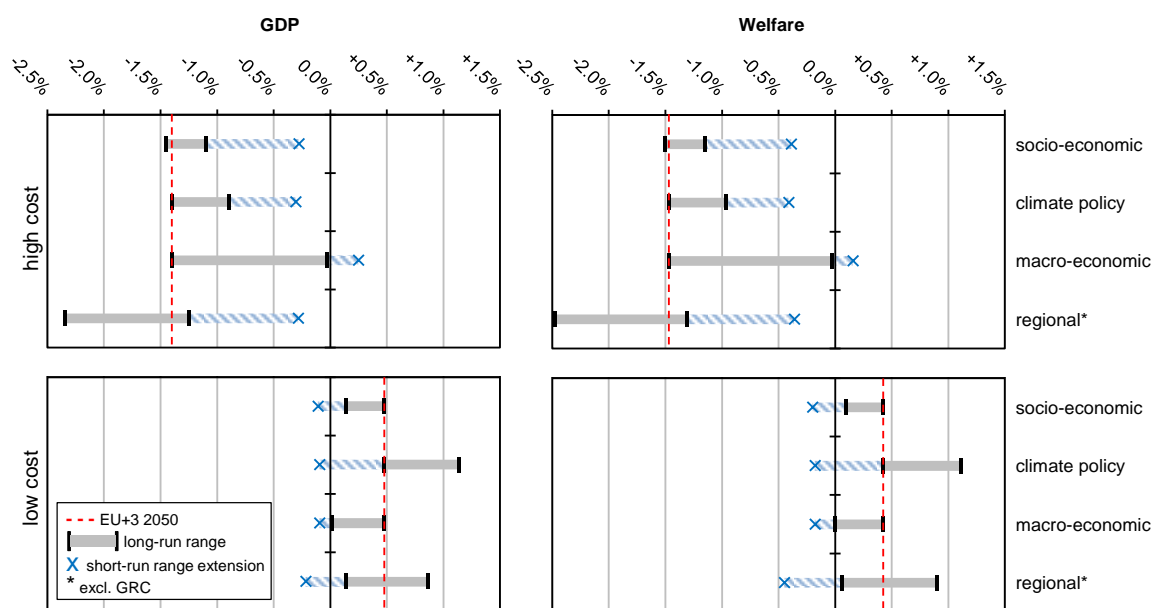 GDP Welfare
-2.5% -2.0% -1.5% -1.0% -0.5% 0.0% +0.5% +1.0% +1.5% -2.5% -2.0% -1.5% -1.0% -0.5% 0.0% +0.5% +1.0% +1.5%
high cost
socio-economic
climate policy
macro-economic
regional*
low cost
socio-economic
climate policy
macro-economic
regional*
EU+3 2050
long-run range
short-run range extension
* excl. GRC